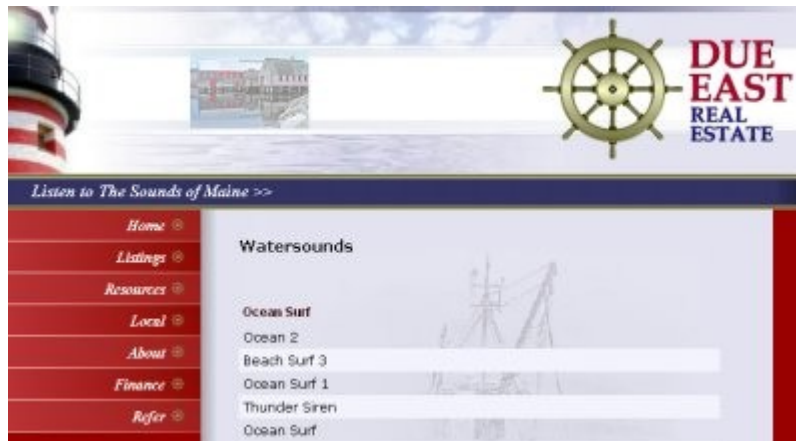 DUE
EAST
REAL
ESTATE
Listen to The Sounds of Maine >>
Home
Listings
Resources
Local
About
Finance
Refer
Watersounds
Ocean Surf
Ocean 2
Beach Surf 3
Ocean Surf 1
Thunder Siren
Ocean Surf